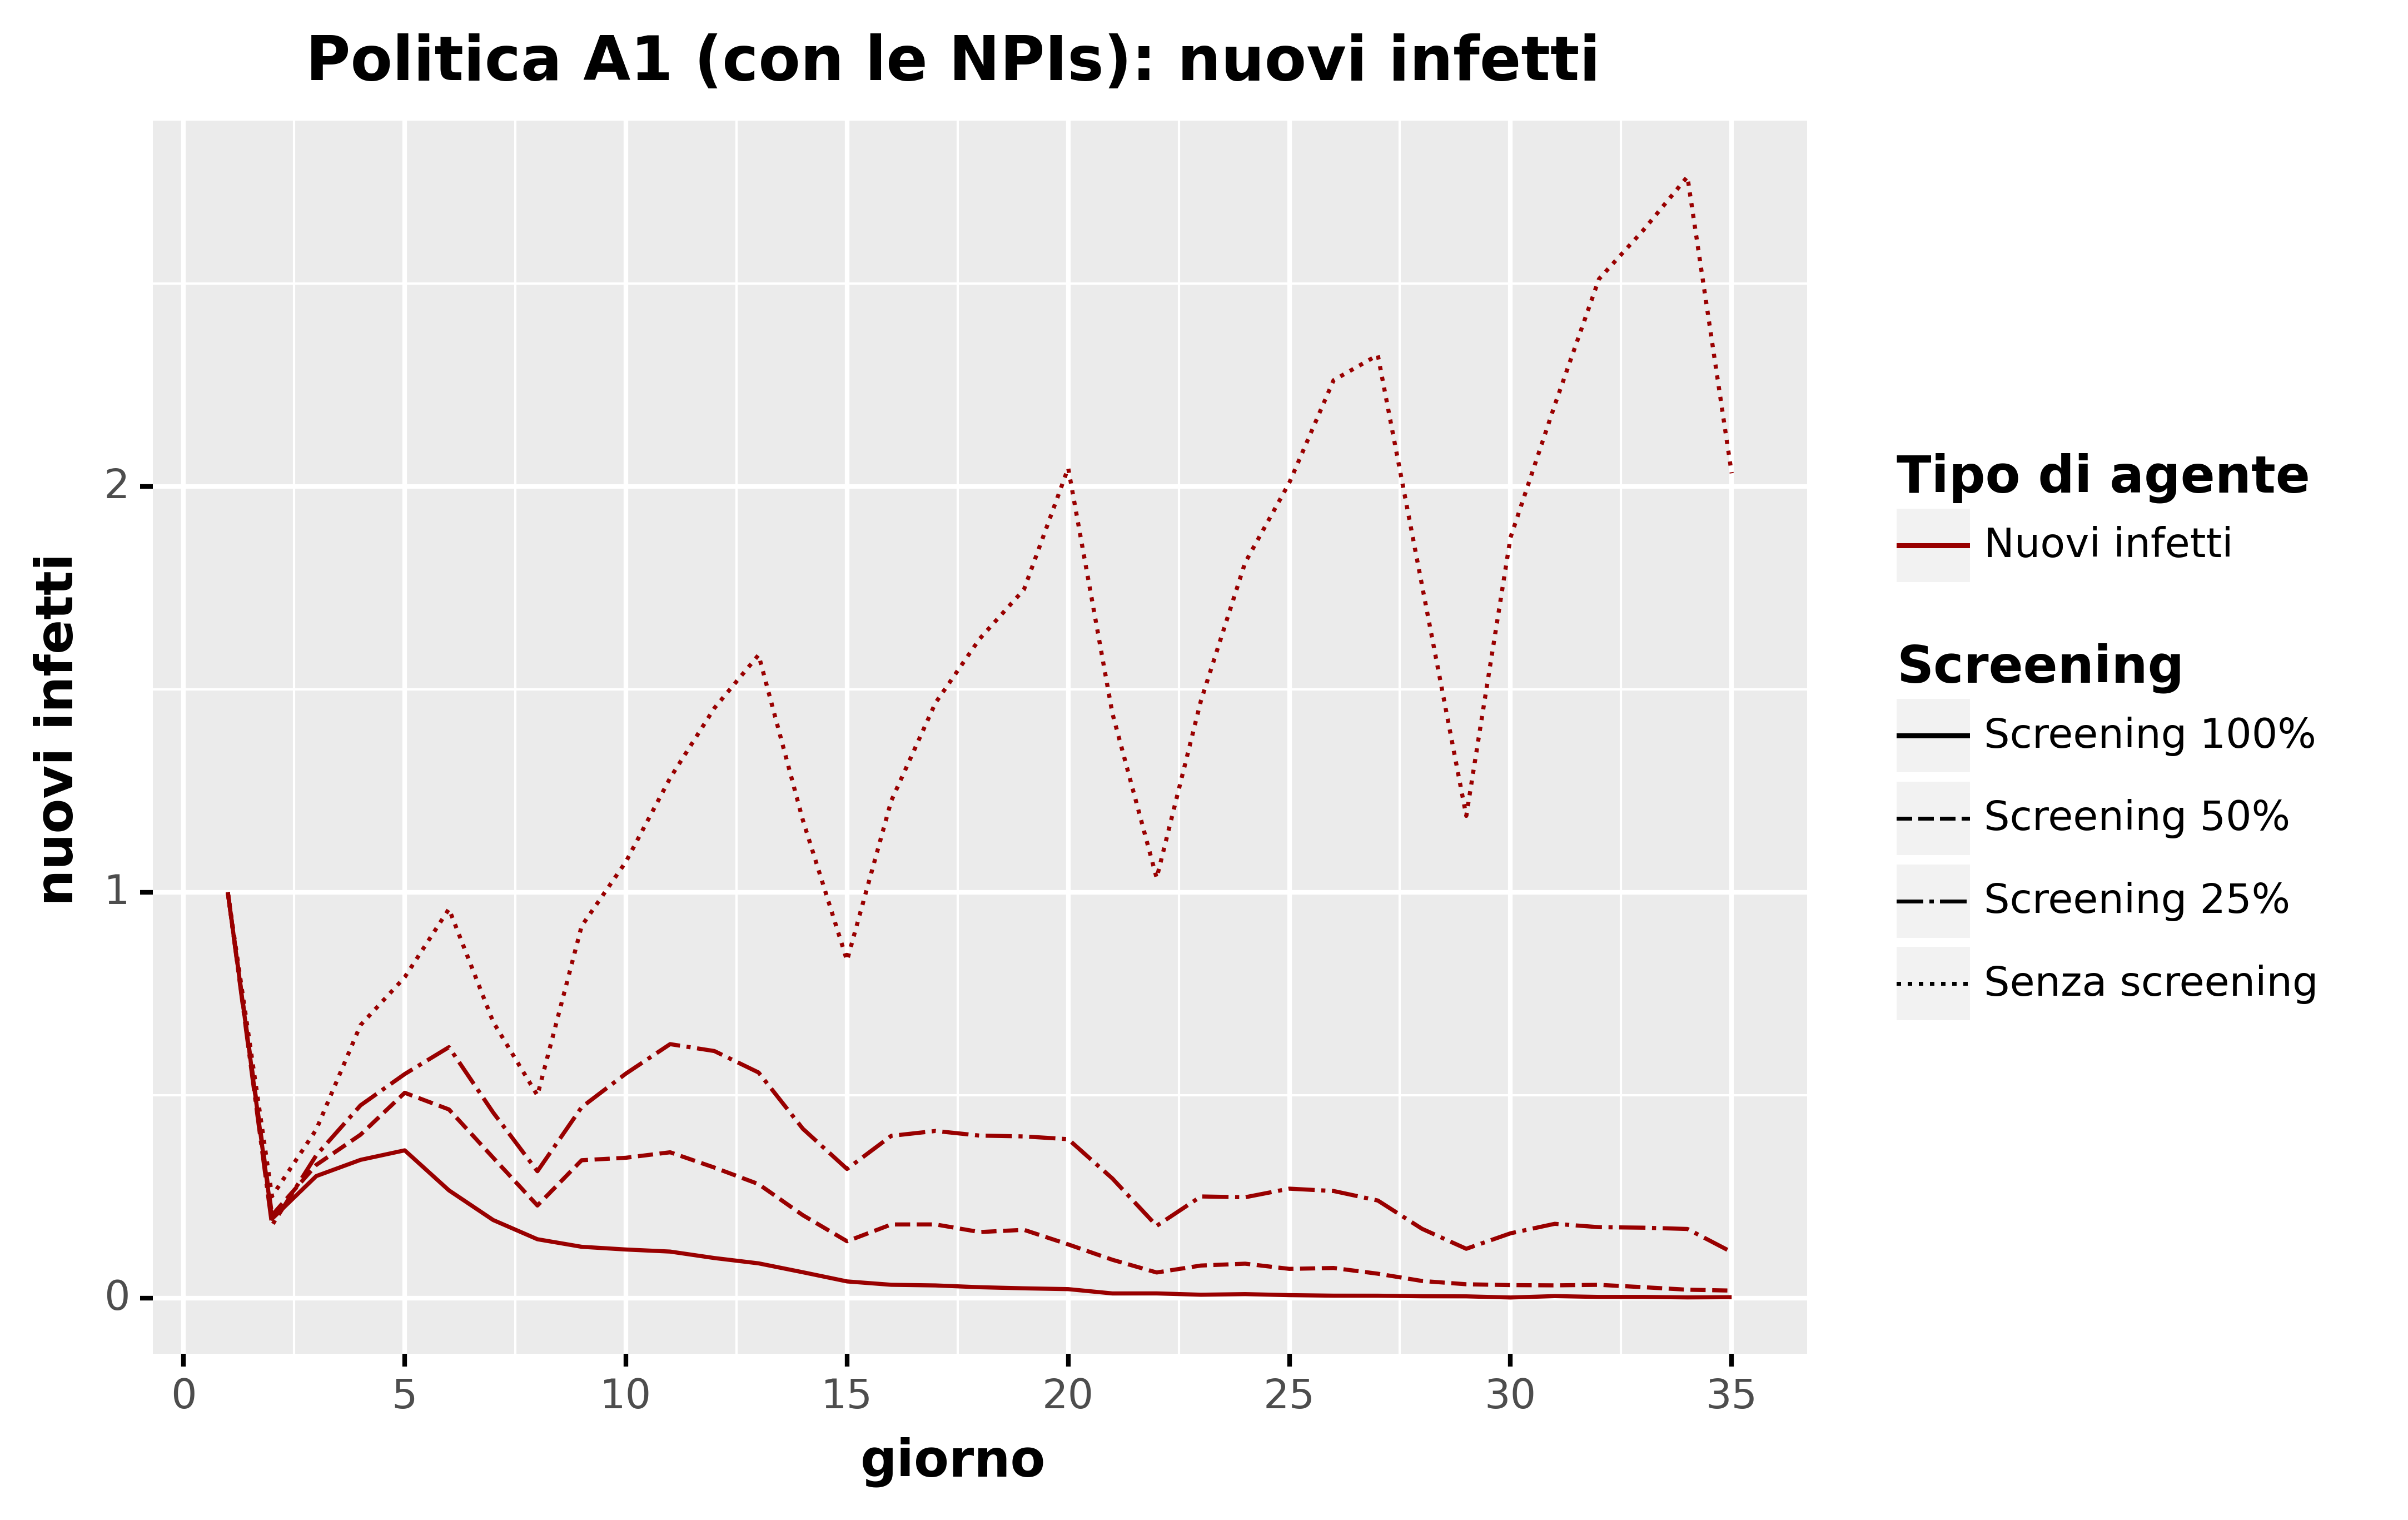 Politica A1 (con le NPIs): nuovi infetti
nuovi infetti
2
1
0
0 5 10 15 20 25 30 35
giorno
Tipo di agente
Nuovi infetti
Screening
Screening 100%
Screening 50%
Screening 25%
Senza screening